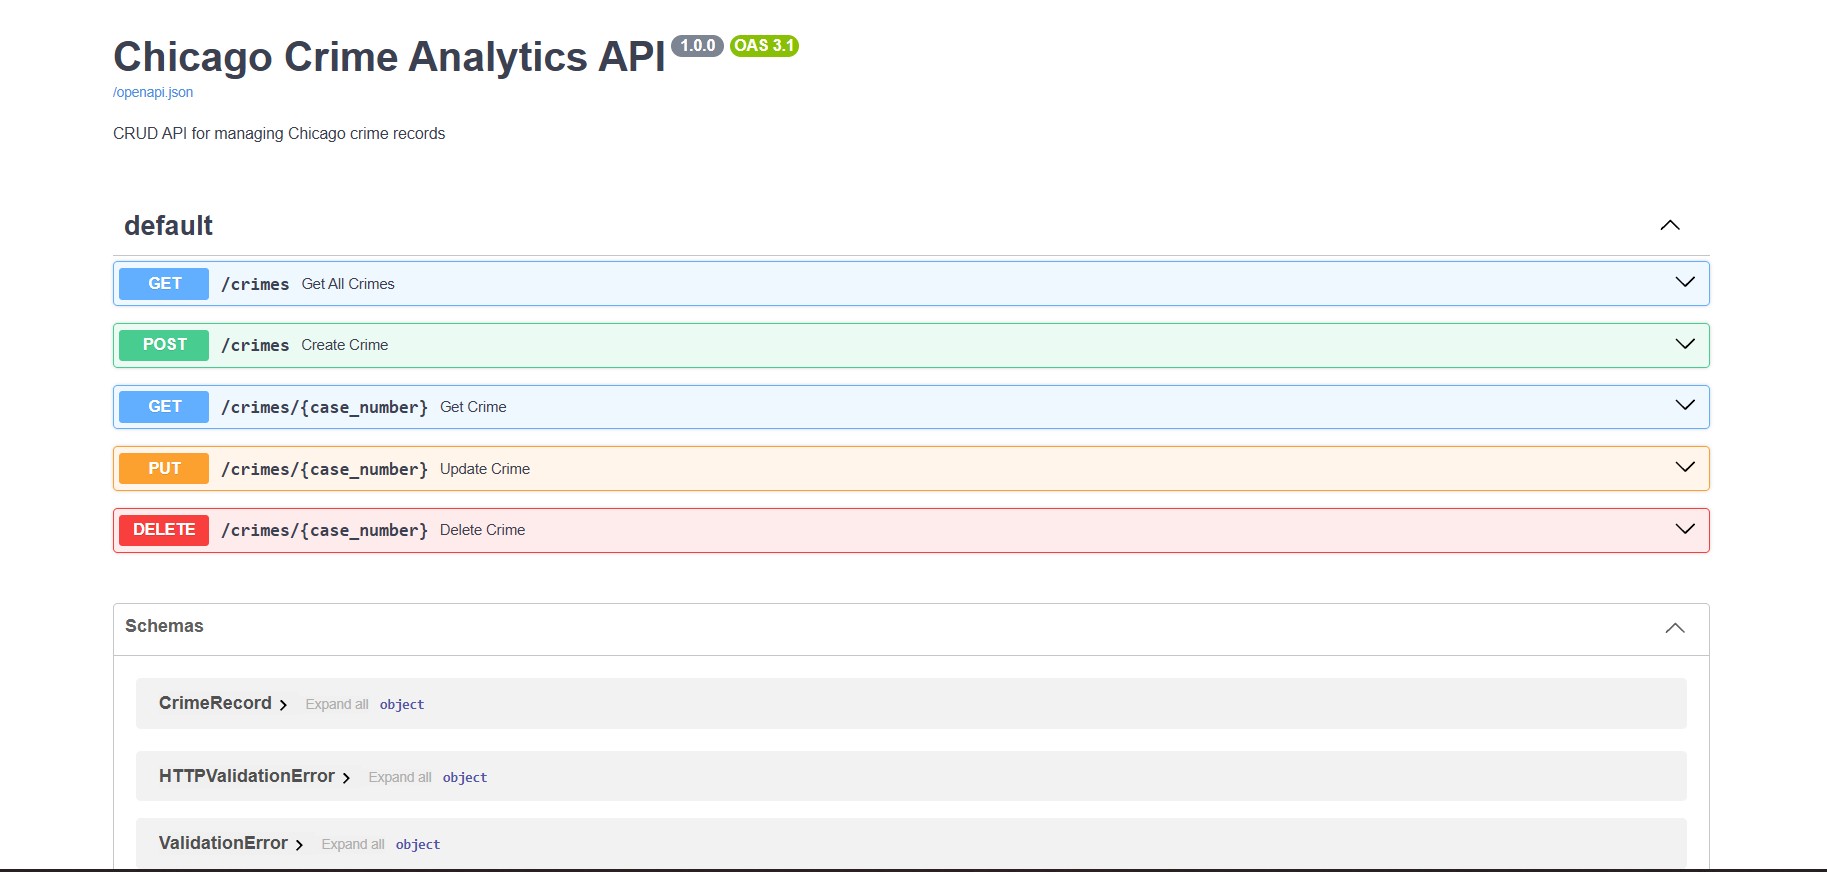 Chicago Crime Analytics API 1.0.0 OAS 3.1
/openapi.json
CRUD API for managing Chicago crime records
default
GET /crimes Get All Crimes
POST /crimes Create Crime
GET /crimes/{case_number} Get Crime
PUT /crimes/{case_number} Update Crime
DELETE /crimes/{case_number} Delete Crime
Schemas
CrimeRecord Expand all object
HTTPValidationError Expand all object
ValidationError Expand all object